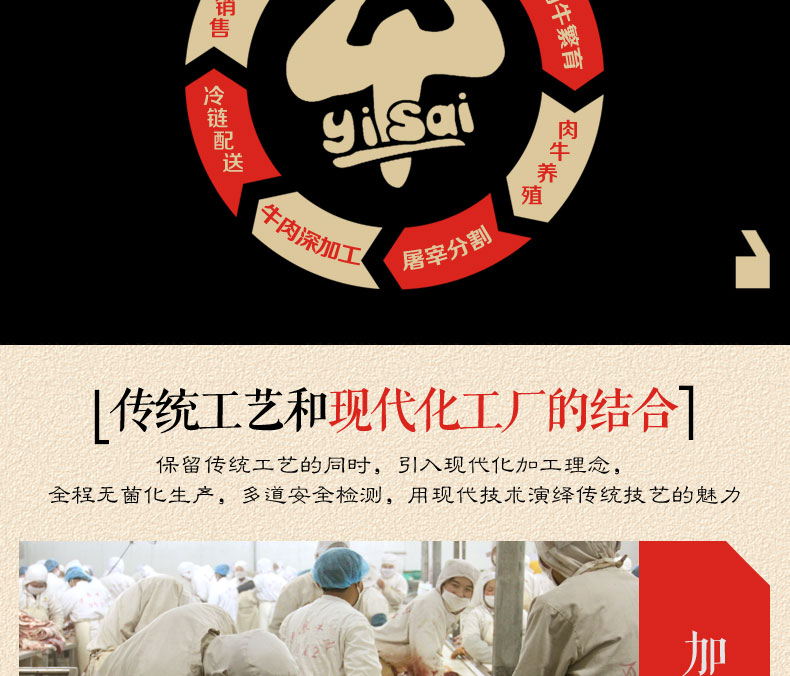 销售
牛繁育
冷链配送
yisai
肉牛养殖
牛肉深加工
屠宰分割
传统工艺和现代化工厂的结合
保留传统工艺的同时，引入现代化加工理念，
全程无菌化生产，多道安全检测，用现代技术演绎传统技艺的魅力
加